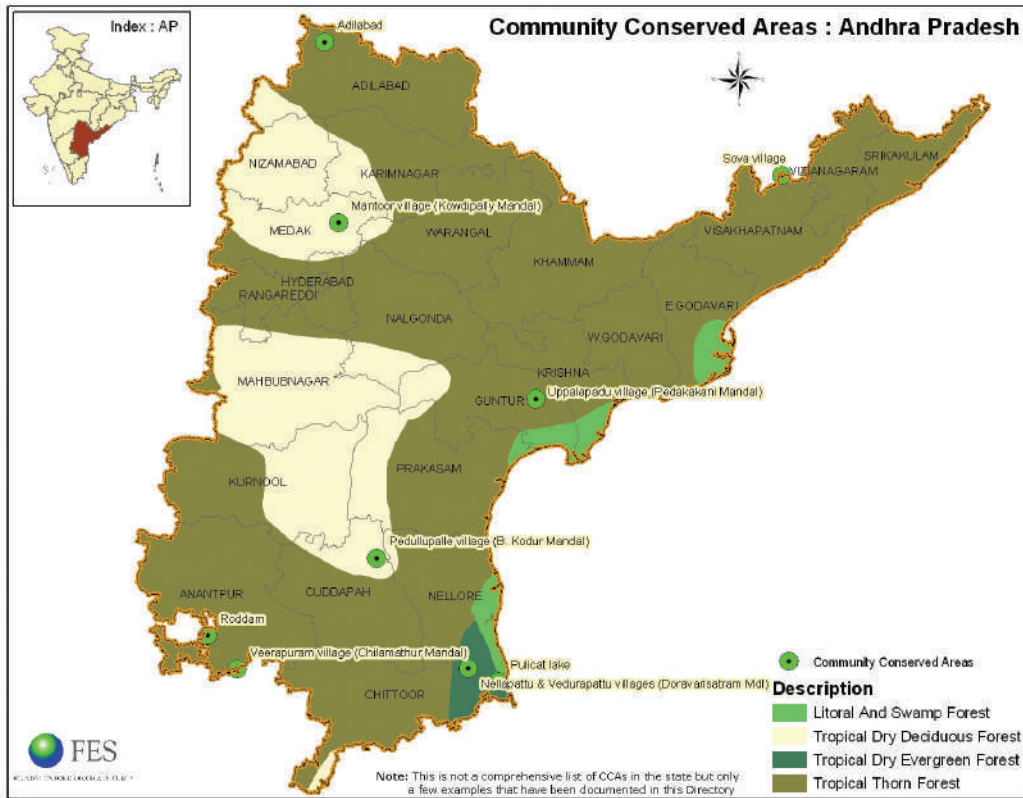 Index : AP
Community Conserved Areas : Andhra Pradesh
Adilabad
ADILABAD
Sova village
SRIKAKULAM
VIZIANAGARAM
NIZAMABAD
KARIMNAGAR
Mantoor village (Kowdipally Mandal)
MEDAK
WARANGAL
VISAKHAPATNAM
KHAMMAM
HYDERABAD
RANGAREDDI
E.GODAVARI
NALGONDA
W.GODAVARI
KRISHNA
MAHBUBNAGAR
Uppalapadu village (Pedakakani Mandal)
GUNTUR
PRAKASAM
KURNOOL
Pedullupalle village (B. Kodur Mandal)
ANANTPUR
CUDDAPAH
NELLORE
Roddam
Veerapuram village (Chilamathur Mandal)
Pulicat lake
Nellapattu & Vedurapattu villages (Doravarisatram Mdl)
CHITTOOR
Community Conserved Areas
Description
Litoral And Swamp Forest
Tropical Dry Deciduous Forest
Tropical Dry Evergreen Forest
Tropical Thorn Forest
FES
Note: This is not a comprehensive list of CCAs in the state but only
a few examples that have been documented in this Directory